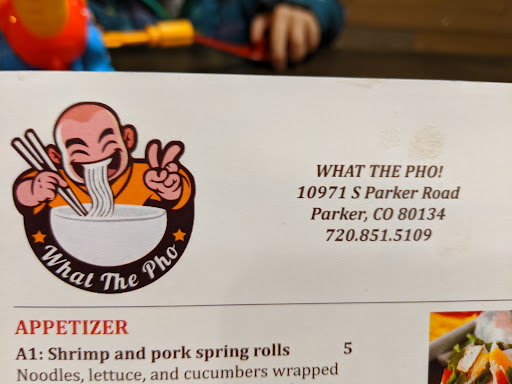 WHAT THE PHO!
10971 S Parker Road
Parker, CO 80134
720.851.5109
What The Pho
APPETIZER
A1: Shrimp and pork spring rolls 5
Noodles, lettuce, and cucumbers wrapped